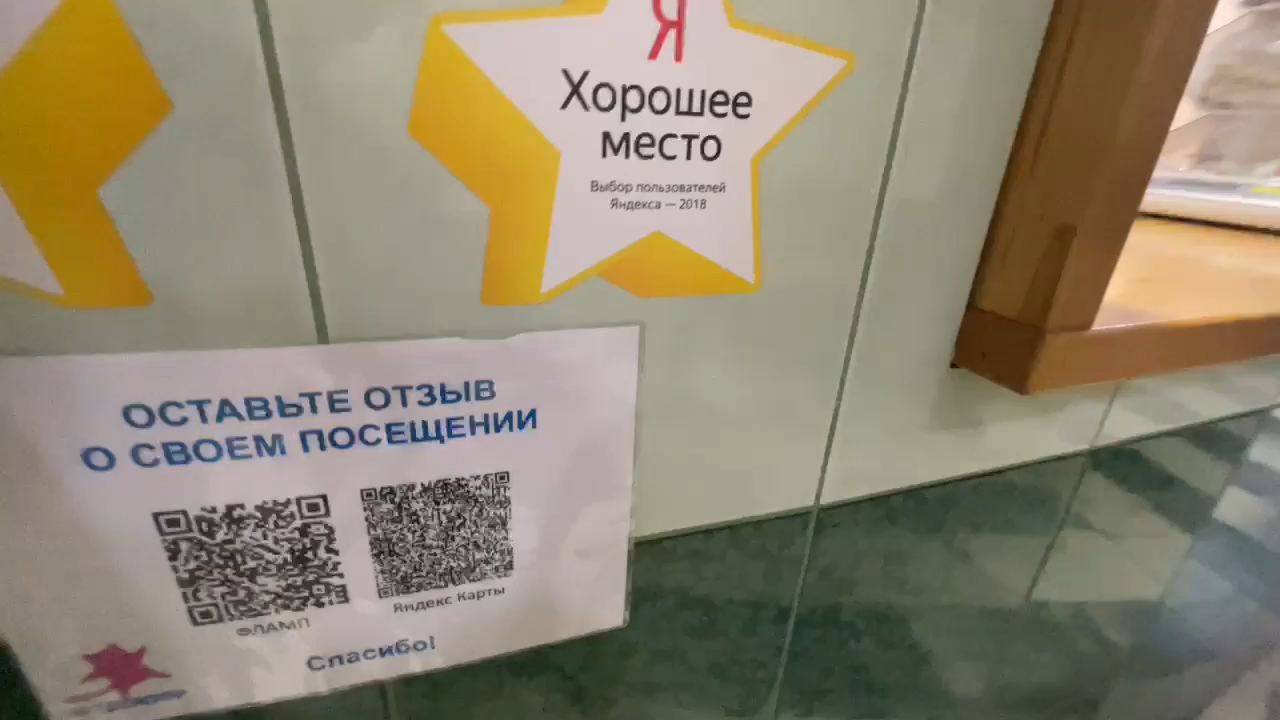 Я
Хорошее
место
Выбор пользователей
Яндекса — 2018
ОСТАВЬТЕ ОТЗЫВ
О СВОЕМ ПОСЕЩЕНИИ
ФЛАМП
Яндекс Карты
Спасибо!